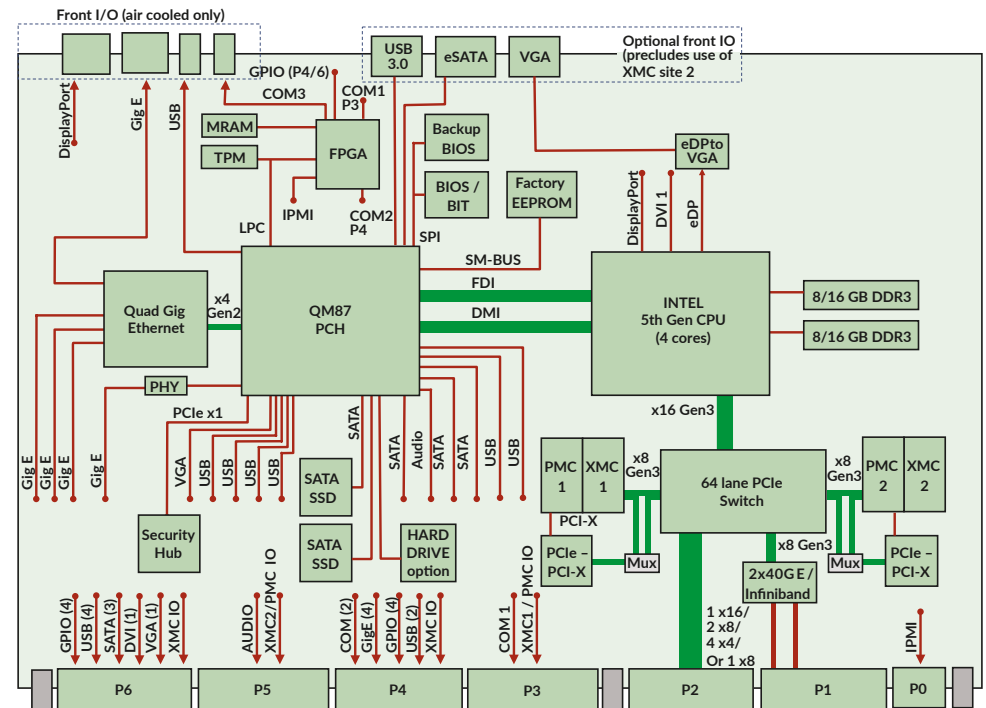 Front I/O (air cooled only)
Optional front IO
(precludes use of
XMC site 2
USB
3.0
eSATA
VGA
GPIO (P4/6)
COM3
COM1
P3
DisplayPort
Gig E
USB
MRAM
TPM
FPGA
Backup
BIOS
BIOS /
BIT
Factory
EEPROM
eDPto
VGA
IPMI
COM2
P4
LPC
SPI
SM-BUS
DisplayPort
DVI 1
eDP
FDI
DMI
Quad Gig
Ethernet
x4
Gen2
QM87
PCH
INTEL
5th Gen CPU
(4 cores)
8/16 GB DDR3
8/16 GB DDR3
PHY
PCIe x1
x16 Gen3
Gig E
Gig E
Gig E
Gig E
VGA
USB
USB
USB
USB
SATA
SATA
Audio
SATA
SATA
USB
USB
SATA
SSD
SATA
SSD
HARD
DRIVE
option
Security
Hub
PMC
1
XMC
1
x8
Gen3
64 lane PCIe
Switch
x8
Gen3
PMC
2
XMC
2
PCI-X
PCIe –
PCI-X
Mux
x8 Gen3
Mux
PCIe –
PCI-X
2x40G E /
Infiniband
1 x16/
2 x8/
4 x4/
Or 1 x8
GPIO (4)
USB (4)
SATA (3)
DVI (1)
VGA (1)
XMC IO
AUDIO
XMC2/PMC IO
COM (2)
GigE (4)
GPIO (4)
USB (2)
XMC IO
COM 1
XMC1 / PMC IO
IPMI
P6
P5
P4
P3
P2
P1
P0